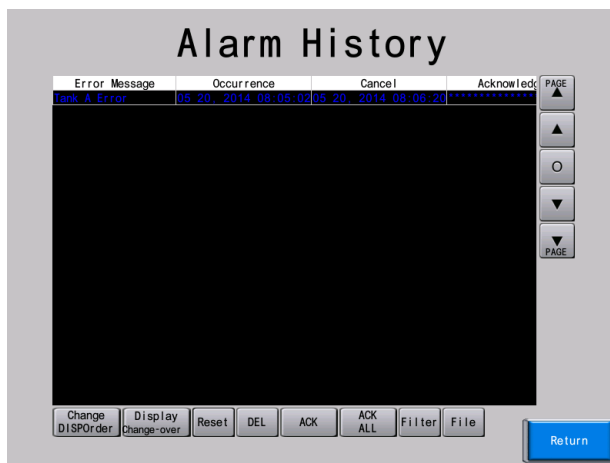 Alarm History
Error Message Occurrence Cancel Acknowledg
Tank A Error 05 20, 2014 08:05:02 05 20, 2014 08:06:20 ***************
PAGE
O
PAGE
Change DISPOrder
Display Change-over
Reset
DEL
ACK
ACK ALL
Filter
File
Return